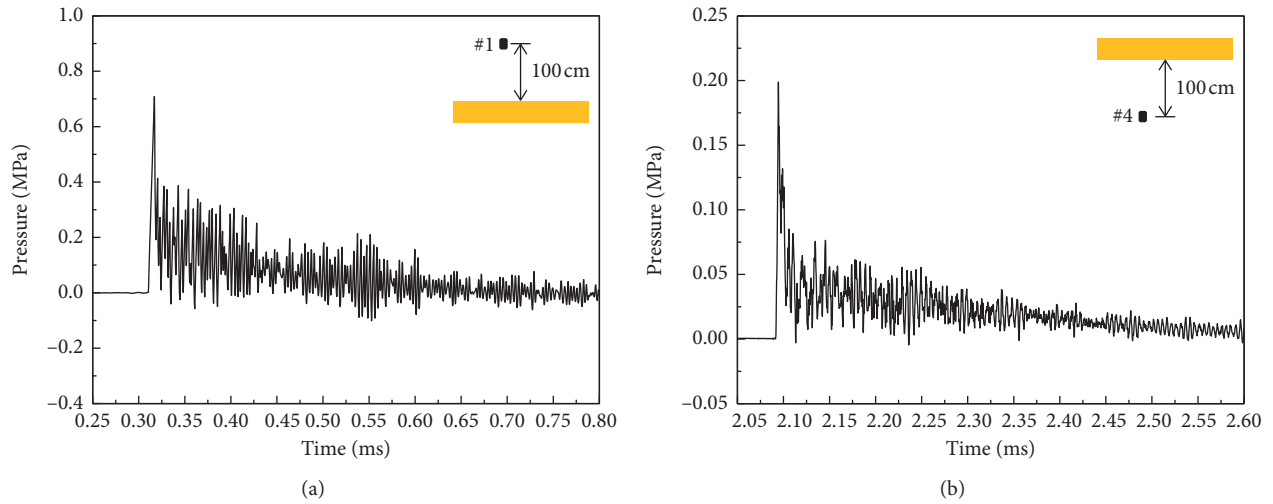 1.0
0.8
0.6
0.4
0.2
0.0
–0.2
–0.4
Pressure (MPa)
#1
100 cm
0.25 0.30 0.35 0.40 0.45 0.50 0.55 0.60 0.65 0.70 0.75 0.80
Time (ms)
(a)
0.25
0.20
0.15
0.10
0.05
0.00
–0.05
Pressure (MPa)
100 cm
#4
2.05 2.10 2.15 2.20 2.25 2.30 2.35 2.40 2.45 2.50 2.55 2.60
Time (ms)
(b)